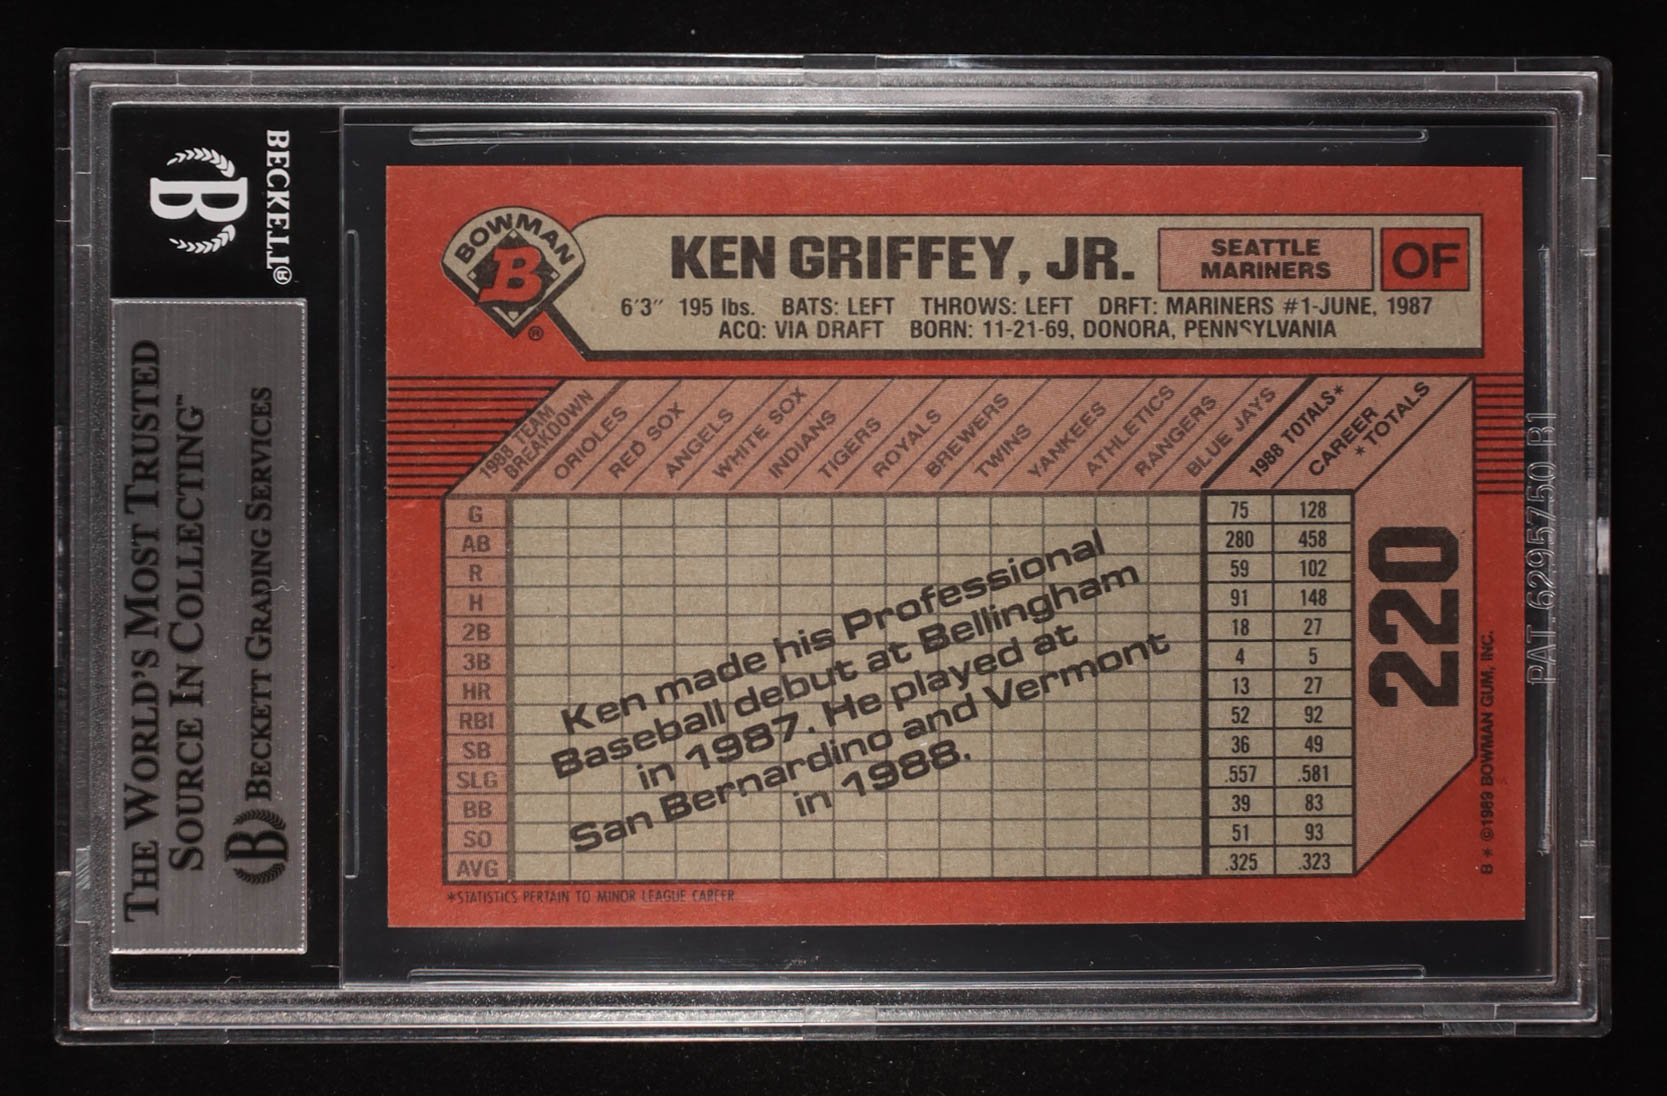 BECKETT®
B
THE WORLD'S MOST TRUSTED
SOURCE IN COLLECTING™
B BECKETT GRADING SERVICES
BOWMAN
B
®
KEN GRIFFEY, JR.
SEATTLE
MARINERS
OF
6'3" 195 lbs. BATS: LEFT THROWS: LEFT DRFT: MARINERS #1-JUNE, 1987
ACQ: VIA DRAFT BORN: 11-21-69, DONORA, PENNSYLVANIA
1988 TEAM
BREAKDOWN
ORIOLES
RED SOX
ANGELS
WHITE SOX
INDIANS
TIGERS
ROYALS
BREWERS
TWINS
YANKEES
ATHLETICS
RANGERS
BLUE JAYS
1988 TOTALS*
CAREER
*TOTALS
G 75 128
AB 280 458
R 59 102
H 91 148
2B 18 27
3B 4 5
HR 13 27
RBI 52 92
SB 36 49
SLG .557 .581
BB 39 83
SO 51 93
AVG .325 .323
Ken made his Professional
Baseball debut at Bellingham
in 1987. He played at
San Bernardino and Vermont
in 1988.
220
*STATISTICS PERTAIN TO MINOR LEAGUE CAREER
B * ©1989 BOWMAN GUM, INC.
PAT 6295750 B1